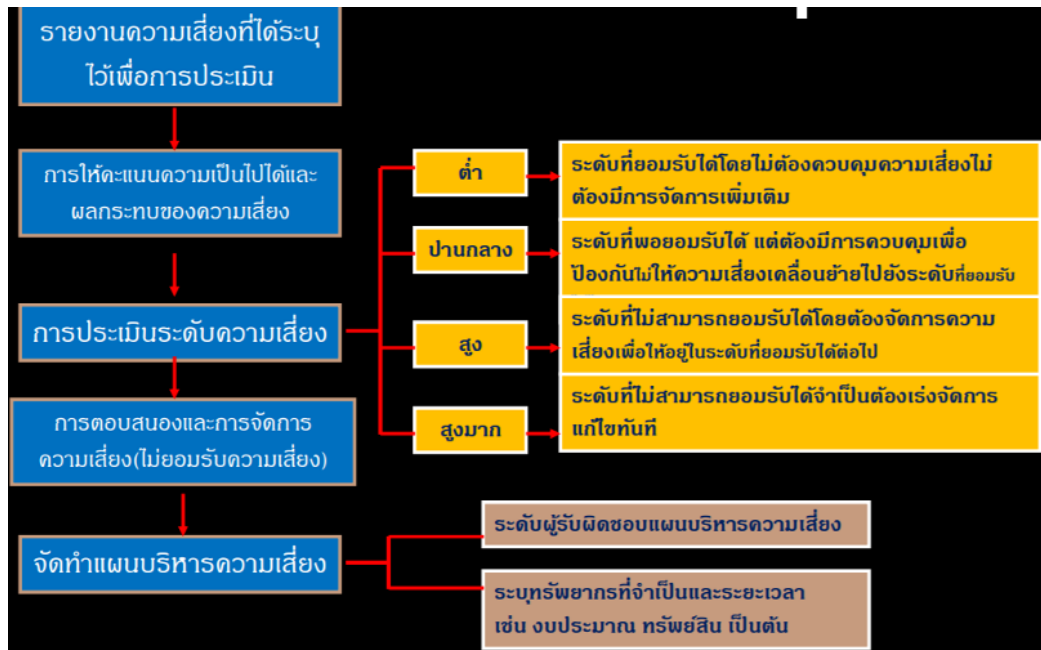 รายงานความเสี่ยงที่ได้ระบุ
ไว้เพื่อการประเมิน
การให้คะแนนความเป็นไปได้และ
ผลกระทบของความเสี่ยง
การประเมินระดับความเสี่ยง
ต่ำ
ระดับที่ยอมรับได้โดยไม่ต้องควบคุมความเสี่ยงไม่
ต้องมีการจัดการเพิ่มเติม
ปานกลาง
ระดับที่พอยอมรับได้ แต่ต้องมีการควบคุมเพื่อ
ป้องกันไม่ให้ความเสี่ยงเคลื่อนย้ายไปยังระดับที่ยอมรับ
สูง
ระดับที่ไม่สามารถยอมรับได้โดยต้องจัดการความ
เสี่ยงเพื่อให้อยู่ในระดับที่ยอมรับได้ต่อไป
สูงมาก
ระดับที่ไม่สามารถยอมรับได้จำเป็นต้องเร่งจัดการ
แก้ไขทันที
การตอบสนองและการจัดการ
ความเสี่ยง(ไม่ยอมรับความเสี่ยง)
จัดทำแผนบริหารความเสี่ยง
ระดับผู้รับผิดชอบแผนบริหารความเสี่ยง
ระบุทรัพยากรที่จำเป็นและระยะเวลา
เช่น งบประมาณ ทรัพย์สิน เป็นต้น